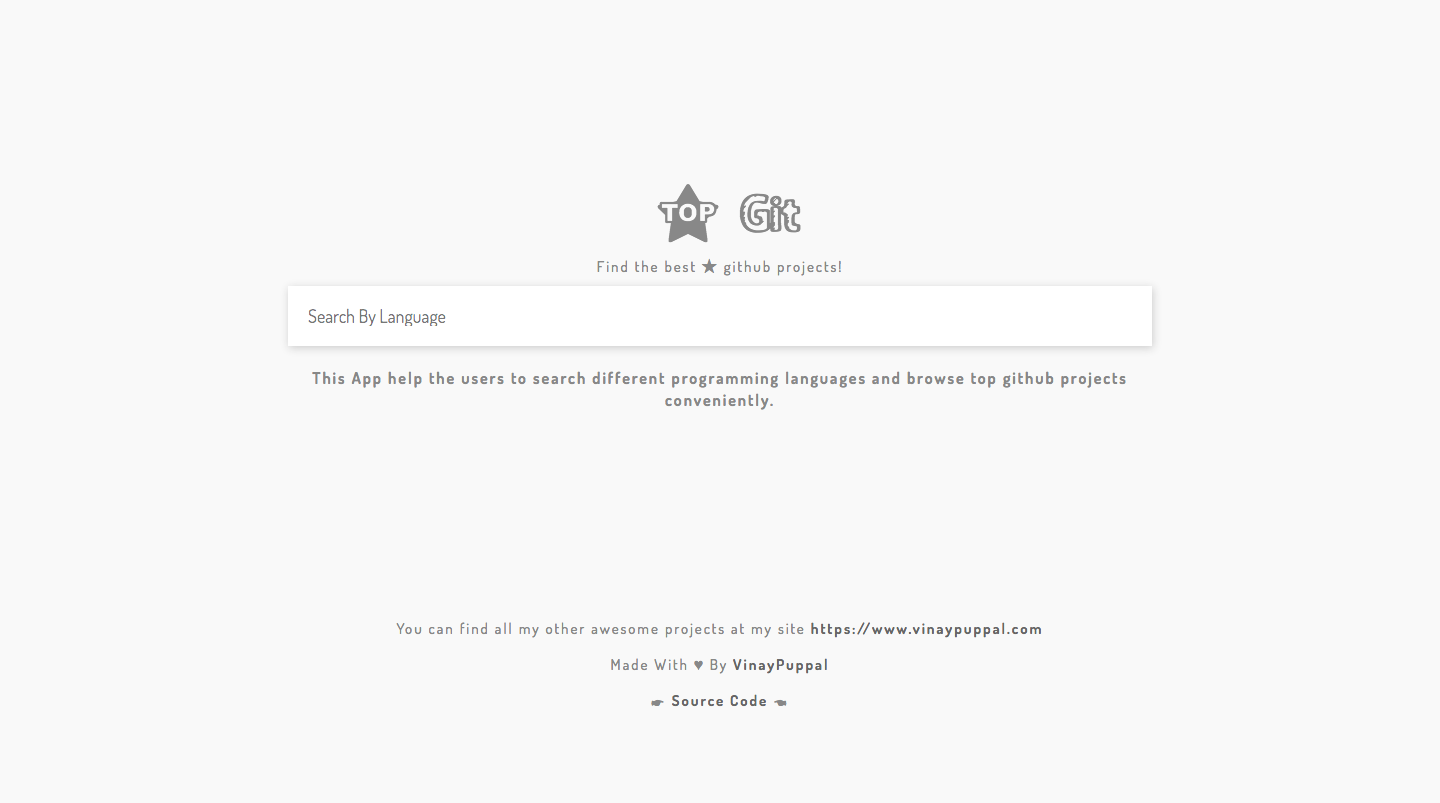 TOP Git
Find the best ★ github projects!
Search By Language
This App help the users to search different programming languages and browse top github projects
conveniently.
You can find all my other awesome projects at my site https://www.vinaypuppal.com
Made With ♥ By VinayPuppal
☛ Source Code ☚